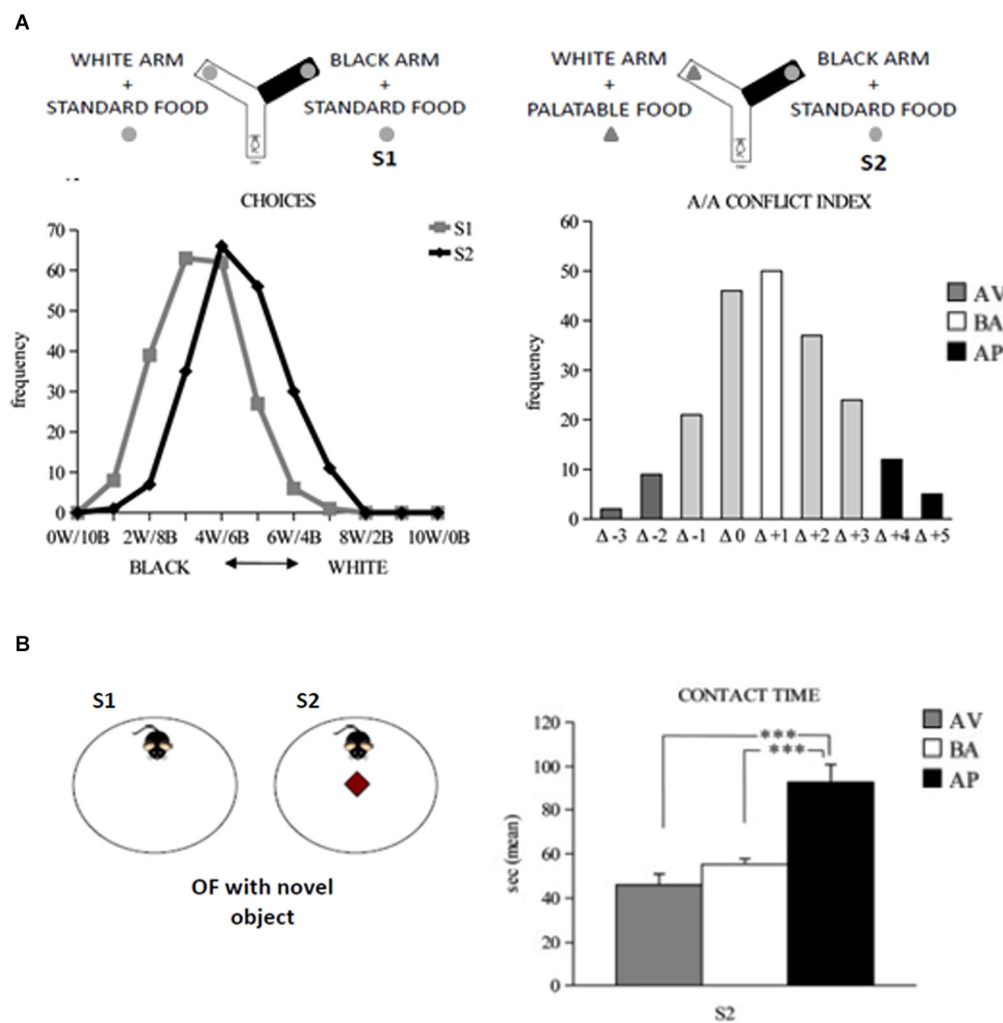 A
WHITE ARM
+
STANDARD FOOD
BLACK ARM
+
STANDARD FOOD
S1
WHITE ARM
+
PALATABLE FOOD
BLACK ARM
+
STANDARD FOOD
S2
CHOICES
S1
S2
frequency
70
60
50
40
30
20
10
0
0W/10B 2W/8B 4W/6B 6W/4B 8W/2B 10W/0B
BLACK WHITE
A/A CONFLICT INDEX
AV
BA
AP
frequency
60
50
40
30
20
10
0
Δ -3 Δ -2 Δ -1 Δ 0 Δ +1 Δ +2 Δ +3 Δ +4 Δ +5
B
S1 S2
OF with novel
object
CONTACT TIME
AV
BA
AP
sec (mean)
120
100
80
60
40
20
0
***
***
S2